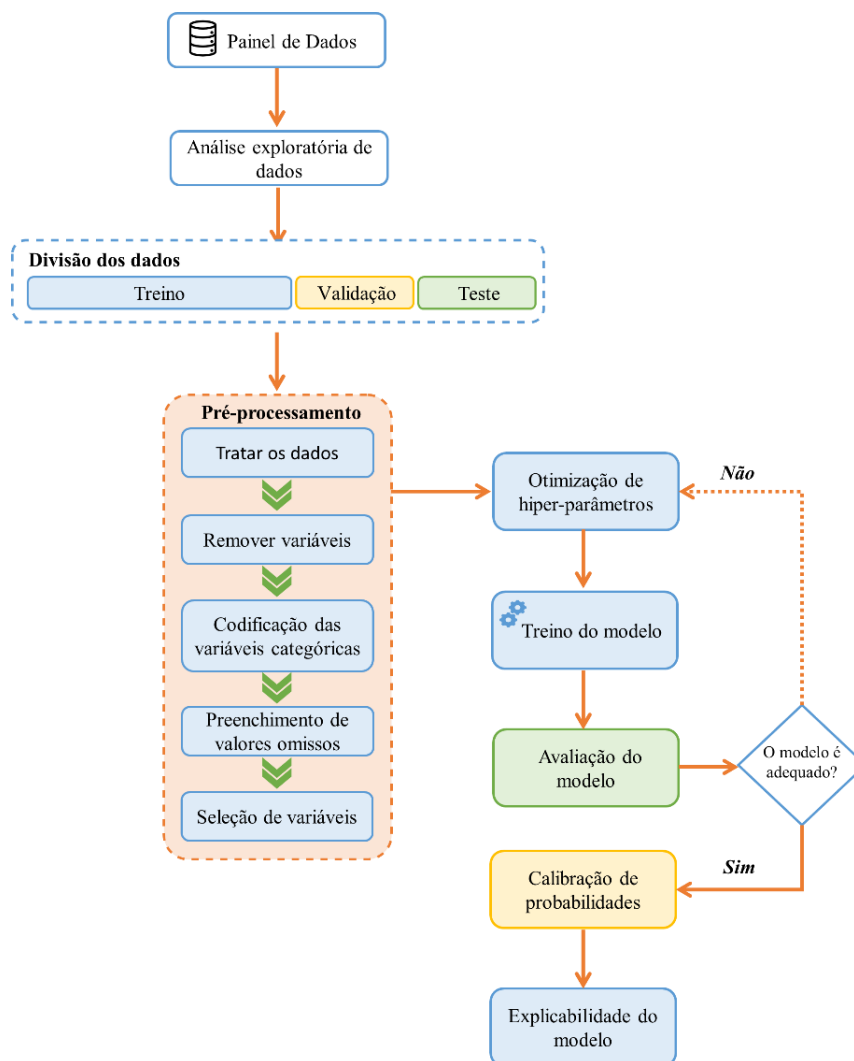 Painel de Dados
Análise exploratória de
dados
Divisão dos dados
Treino
Validação
Teste
Pré-processamento
Tratar os dados
Remover variáveis
Codificação das
variáveis categóricas
Preenchimento de
valores omissos
Seleção de variáveis
Otimização de
hiper-parâmetros
Não
Treino do modelo
Avaliação do
modelo
O modelo é
adequado?
Sim
Calibração de
probabilidades
Explicabilidade do
modelo